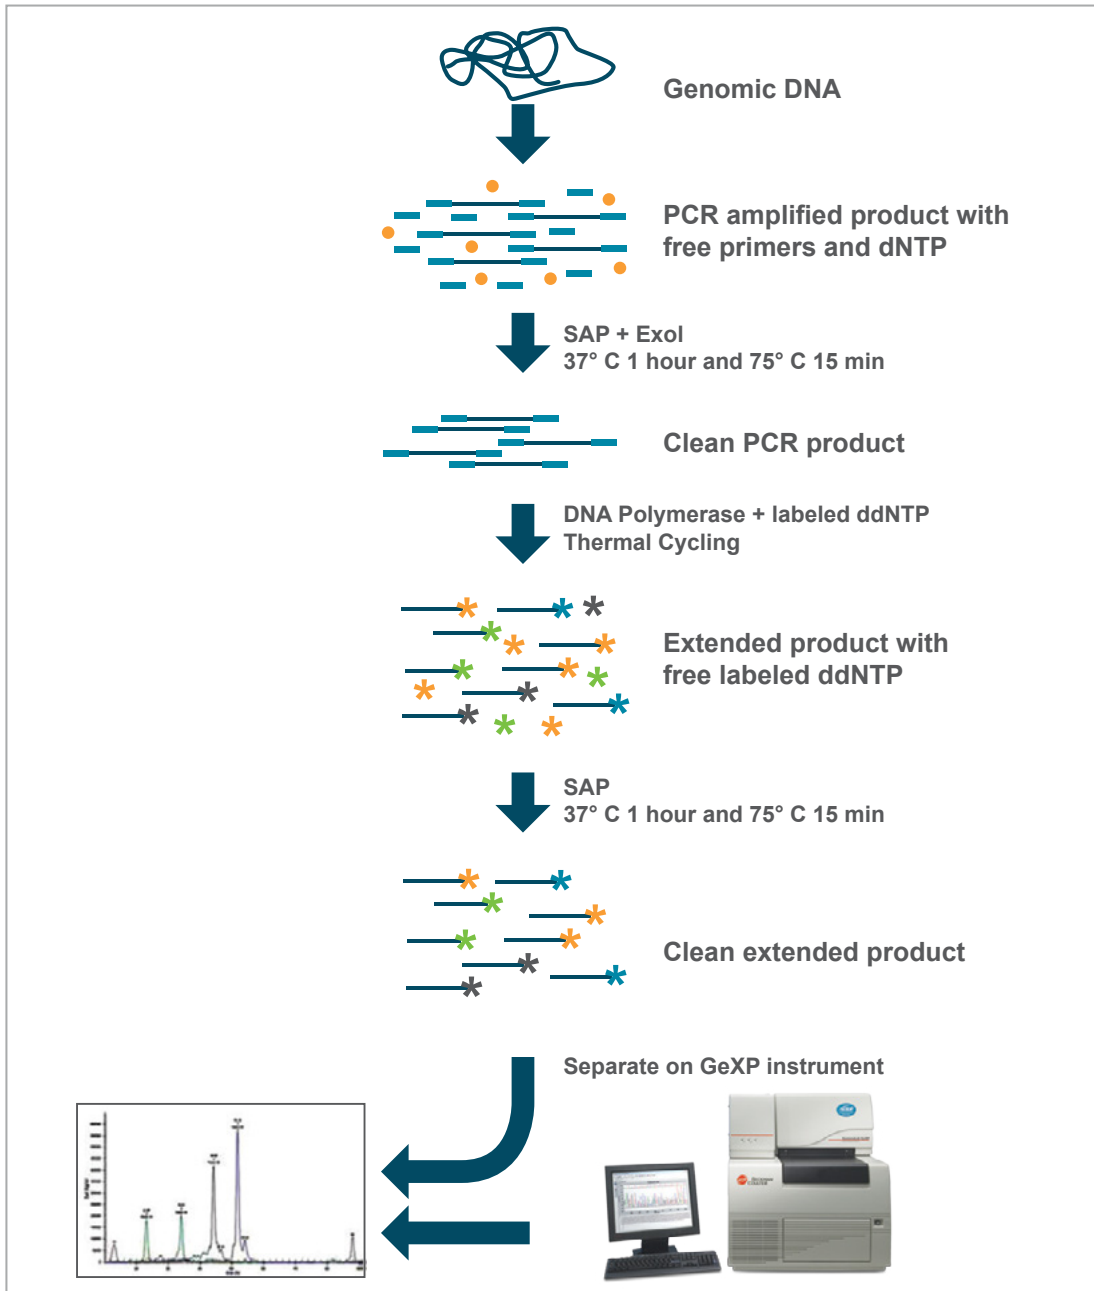 Genomic DNA
PCR amplified product with
free primers and dNTP
SAP + ExoI
37° C 1 hour and 75° C 15 min
Clean PCR product
DNA Polymerase + labeled ddNTP
Thermal Cycling
Extended product with
free labeled ddNTP
SAP
37° C 1 hour and 75° C 15 min
Clean extended product
Separate on GeXP instrument